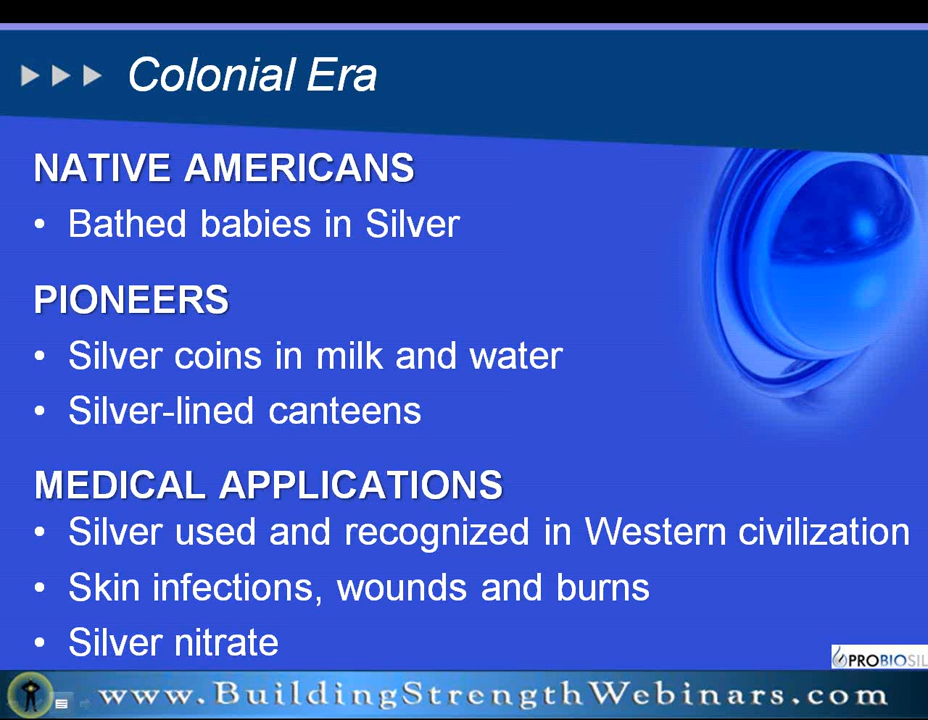 Colonial Era
NATIVE AMERICANS
• Bathed babies in Silver
PIONEERS
• Silver coins in milk and water
• Silver-lined canteens
MEDICAL APPLICATIONS
• Silver used and recognized in Western civilization
• Skin infections, wounds and burns
• Silver nitrate
PROBIOSIL
www.BuildingStrengthWebinars.com